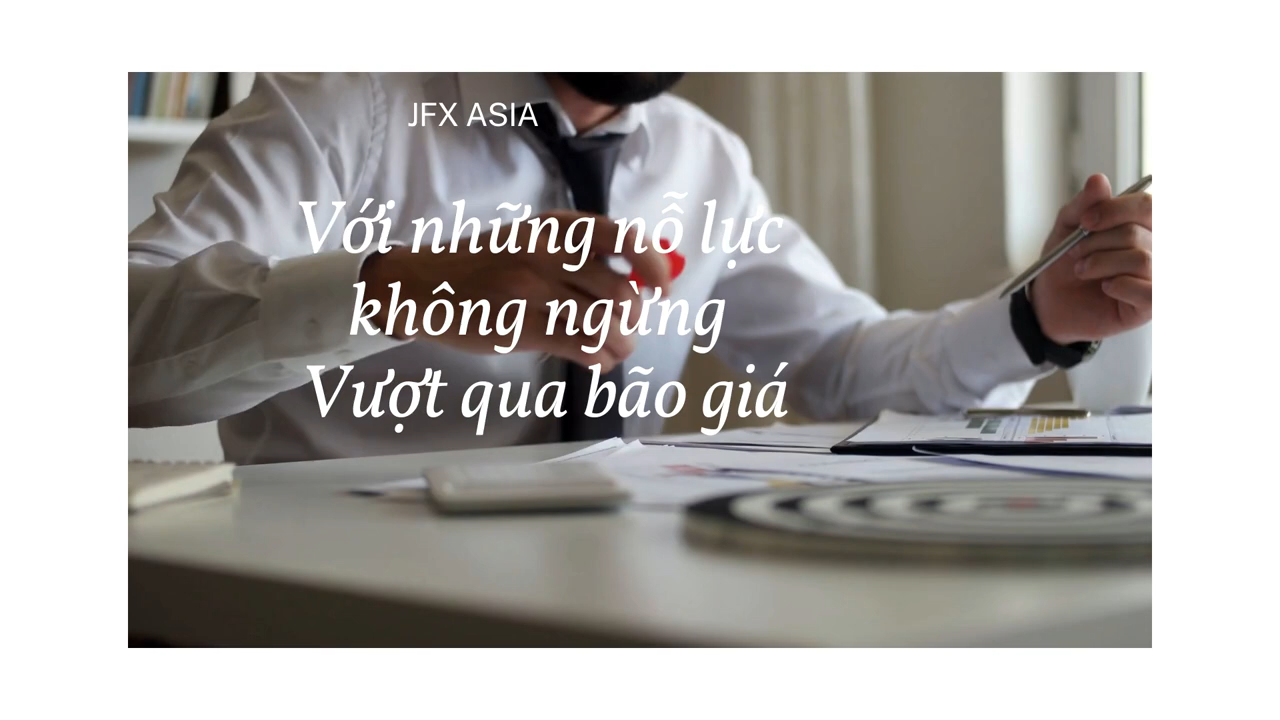 JFX ASIA
Với những nỗ lực
không ngừng
Vượt qua bão giá